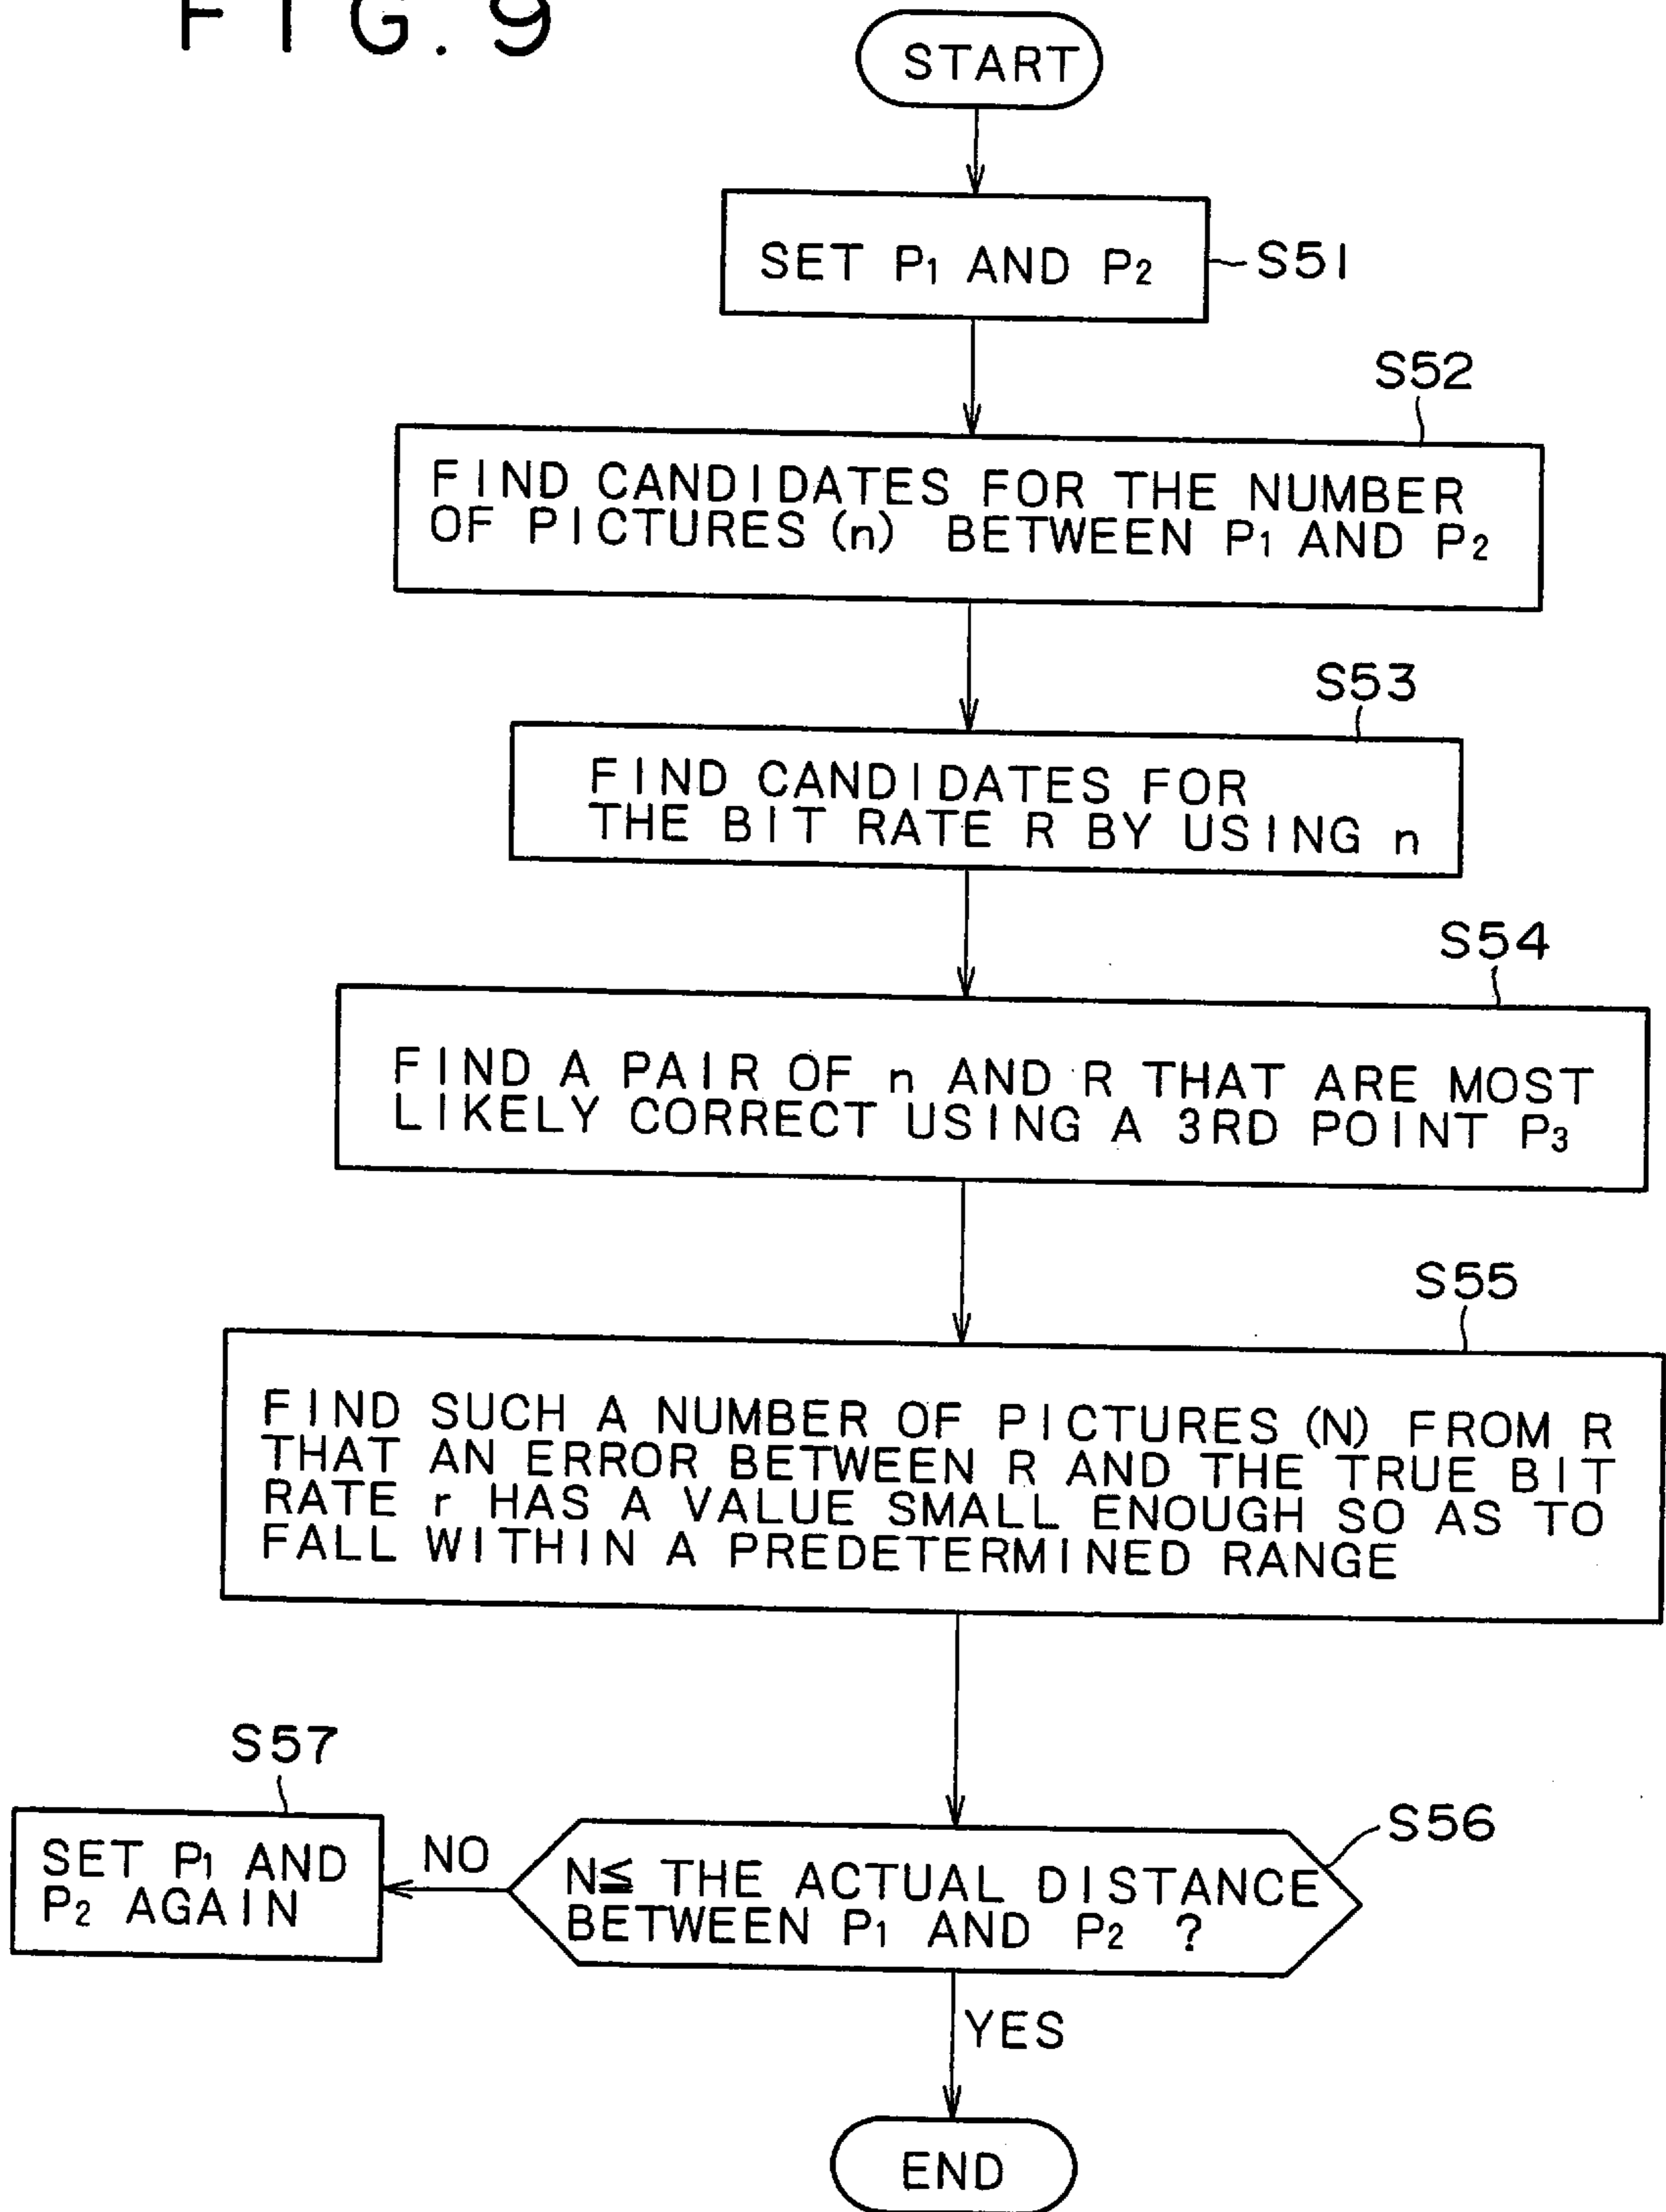 FIG. 9
START
SET P1 AND P2
S51
S52
FIND CANDIDATES FOR THE NUMBER
OF PICTURES (n) BETWEEN P1 AND P2
S53
FIND CANDIDATES FOR
THE BIT RATE R BY USING n
S54
FIND A PAIR OF n AND R THAT ARE MOST
LIKELY CORRECT USING A 3RD POINT P3
S55
FIND SUCH A NUMBER OF PICTURES (N) FROM R
THAT AN ERROR BETWEEN R AND THE TRUE BIT
RATE r HAS A VALUE SMALL ENOUGH SO AS TO
FALL WITHIN A PREDETERMINED RANGE
S57
SET P1 AND
P2 AGAIN
NO
S56
N≦ THE ACTUAL DISTANCE
BETWEEN P1 AND P2 ?
YES
END